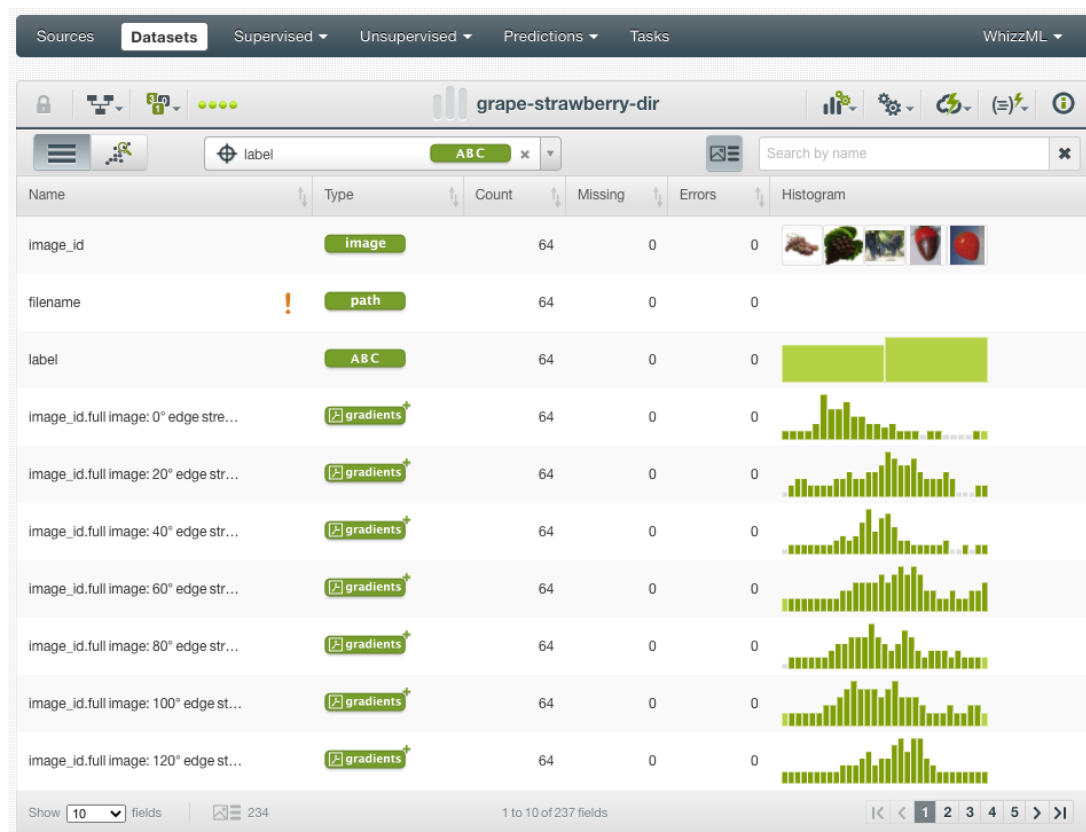 Sources Datasets Supervised Unsupervised Predictions Tasks WhizzML
grape-strawberry-dir
label ABC Search by name
Name Type Count Missing Errors Histogram
image_id image 64 0 0
filename ! path 64 0 0
label ABC 64 0 0
image_id.full image: 0° edge stre... gradients 64 0 0
image_id.full image: 20° edge str... gradients 64 0 0
image_id.full image: 40° edge str... gradients 64 0 0
image_id.full image: 60° edge str... gradients 64 0 0
image_id.full image: 80° edge str... gradients 64 0 0
image_id.full image: 100° edge st... gradients 64 0 0
image_id.full image: 120° edge st... gradients 64 0 0
Show 10 fields 234 1 to 10 of 237 fields 1 2 3 4 5